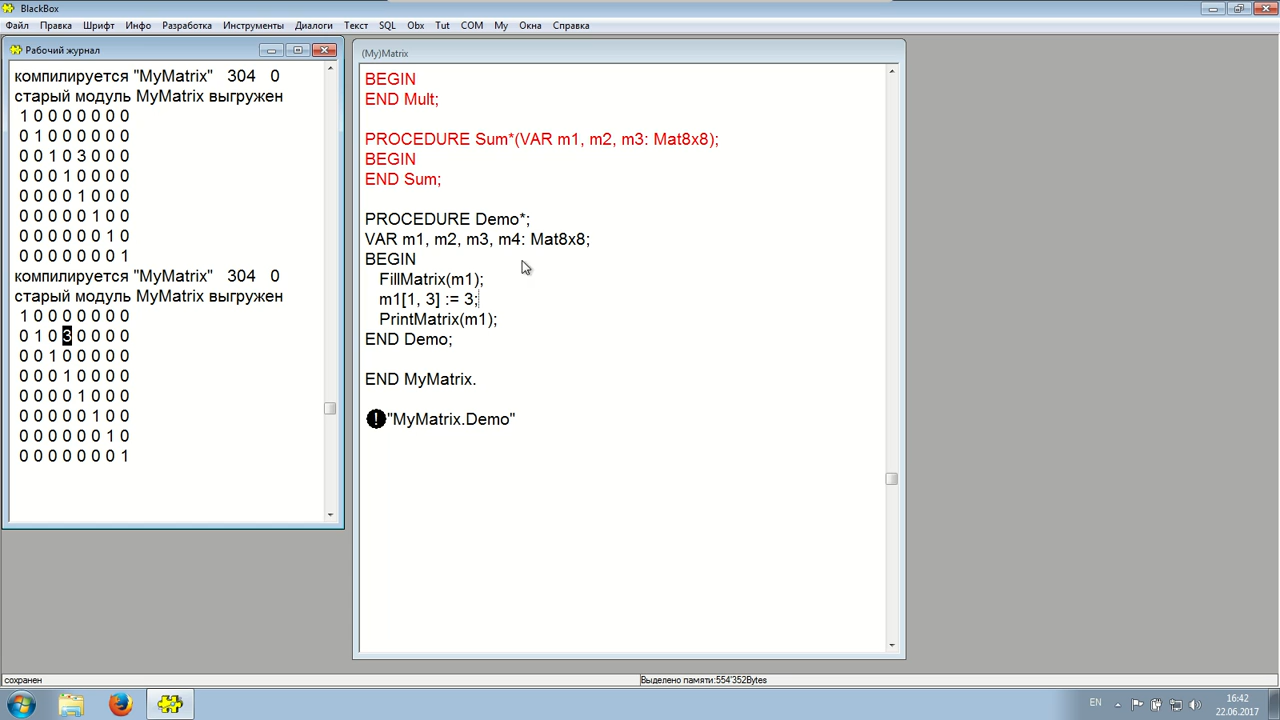 BlackBox
Файл Правка Шрифт Инфо Разработка Инструменты Диалоги Текст SQL Obx Tut COM My Окна Справка
Рабочий журнал
компилируется "MyMatrix" 304 0
старый модуль MyMatrix выгружен
1 0 0 0 0 0 0 0
0 1 0 0 0 0 0 0
0 0 1 0 3 0 0 0
0 0 0 1 0 0 0 0
0 0 0 0 1 0 0 0
0 0 0 0 0 1 0 0
0 0 0 0 0 0 1 0
0 0 0 0 0 0 0 1
компилируется "MyMatrix" 304 0
старый модуль MyMatrix выгружен
1 0 0 0 0 0 0 0
0 1 0 3 0 0 0 0
0 0 1 0 0 0 0 0
0 0 0 1 0 0 0 0
0 0 0 0 1 0 0 0
0 0 0 0 0 1 0 0
0 0 0 0 0 0 1 0
0 0 0 0 0 0 0 1
(My)Matrix
BEGIN
END Mult;
PROCEDURE Sum*(VAR m1, m2, m3: Mat8x8);
BEGIN
END Sum;
PROCEDURE Demo*;
VAR m1, m2, m3, m4: Mat8x8;
BEGIN
FillMatrix(m1);
m1[1, 3] := 3;
PrintMatrix(m1);
END Demo;
END MyMatrix.
! "MyMatrix.Demo"
сохранен
Выделено памяти:554'352Bytes
EN
16:42
22.06.2017